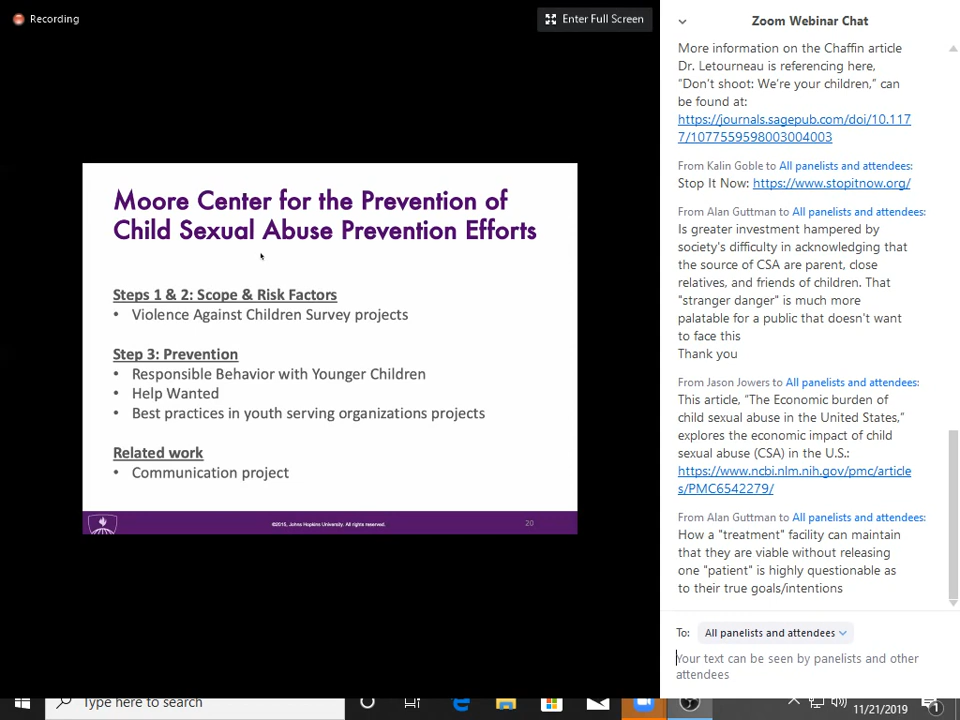 Recording
Enter Full Screen
Zoom Webinar Chat
Moore Center for the Prevention of
Child Sexual Abuse Prevention Efforts
Steps 1 & 2: Scope & Risk Factors
• Violence Against Children Survey projects
Step 3: Prevention
• Responsible Behavior with Younger Children
• Help Wanted
• Best practices in youth serving organizations projects
Related work
• Communication project
©2015, Johns Hopkins University. All rights reserved.
20
More information on the Chaffin article
Dr. Letourneau is referencing here,
“Don’t shoot: We’re your children,” can
be found at:
https://journals.sagepub.com/doi/10.117
7/1077559598003004003
From Kalin Goble to All panelists and attendees:
Stop It Now: https://www.stopitnow.org/
From Alan Guttman to All panelists and attendees:
Is greater investment hampered by
society's difficulty in acknowledging that
the source of CSA are parent, close
relatives, and friends of children. That
"stranger danger" is much more
palatable for a public that doesn't want
to face this
Thank you
From Jason Jowers to All panelists and attendees:
This article, “The Economic burden of
child sexual abuse in the United States,”
explores the economic impact of child
sexual abuse (CSA) in the U.S.:
https://www.ncbi.nlm.nih.gov/pmc/article
s/PMC6542279/
From Alan Guttman to All panelists and attendees:
How a "treatment" facility can maintain
that they are viable without releasing
one "patient" is highly questionable as
to their true goals/intentions
To: All panelists and attendees
Your text can be seen by panelists and other
attendees
Type here to search
11/21/2019
1